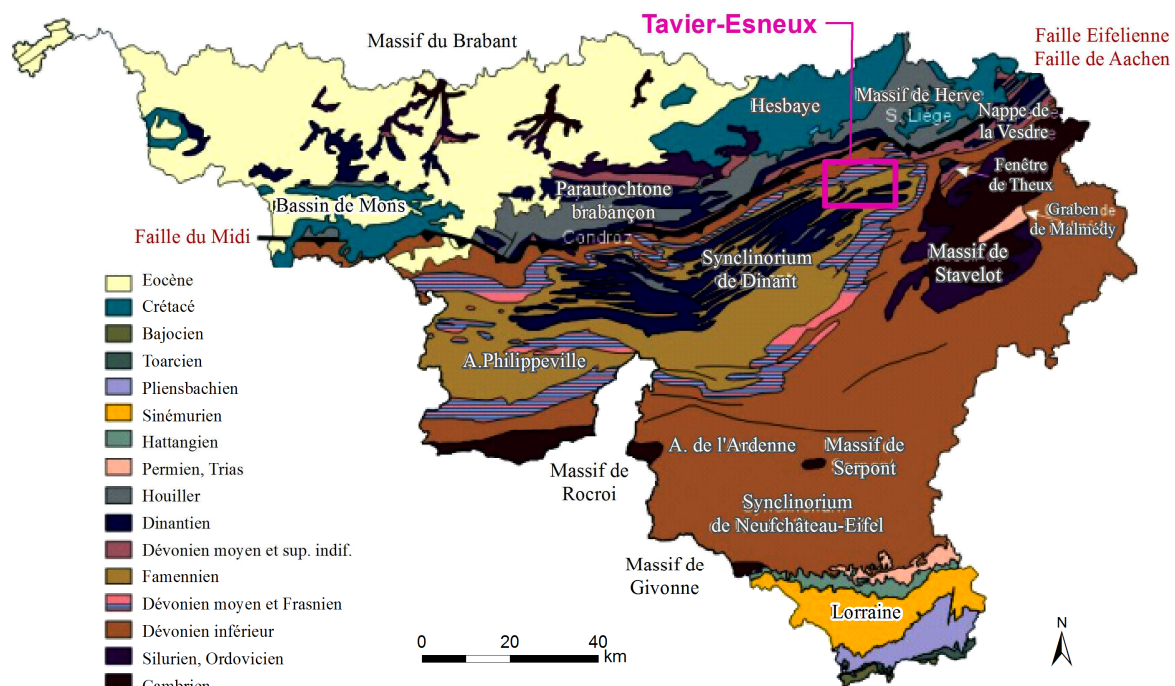 Tavier-Esneux
Massif du Brabant
Faille Eifelienne
Faille de Aachen
Hesbaye
Massif de Herve
S. Liège
Nappe de
la Vesdre
Fenêtre
de Theux
Parautochtone
brabançon
Condroz
Bassin de Mons
Graben
de Malmédy
Faille du Midi
Synclinorium
de Dinant
Massif de
Stavelot
A.Philippeville
A. de l'Ardenne
Massif de
Serpont
Massif de
Rocroi
Synclinorium
de Neufchâteau-Eifel
Massif de
Givonne
Lorraine
Eocène
Crétacé
Bajocien
Toarcien
Pliensbachien
Sinémurien
Hattangien
Permien, Trias
Houiller
Dinantien
Dévonien moyen et sup. indif.
Famennien
Dévonien moyen et Frasnien
Dévonien inférieur
Silurien, Ordovicien
Cambrien
0 20 40
km
N